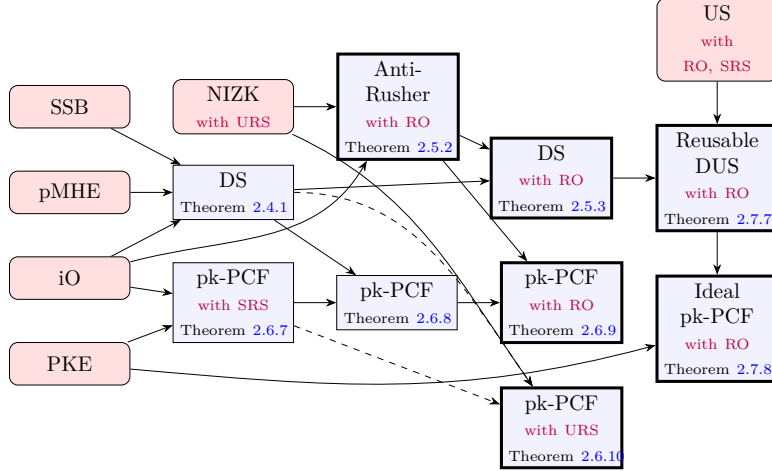 US
with
RO, SRS
Anti-
Rusher
with RO
Theorem 2.5.2
SSB
NIZK
with URS
DS
with RO
Theorem 2.5.3
Reusable
DUS
with RO
Theorem 2.7.7
pMHE
DS
Theorem 2.4.1
iO
pk-PCF
with SRS
Theorem 2.6.7
pk-PCF
Theorem 2.6.8
pk-PCF
with RO
Theorem 2.6.9
Ideal
pk-PCF
with RO
Theorem 2.7.8
PKE
pk-PCF
with URS
Theorem 2.6.10